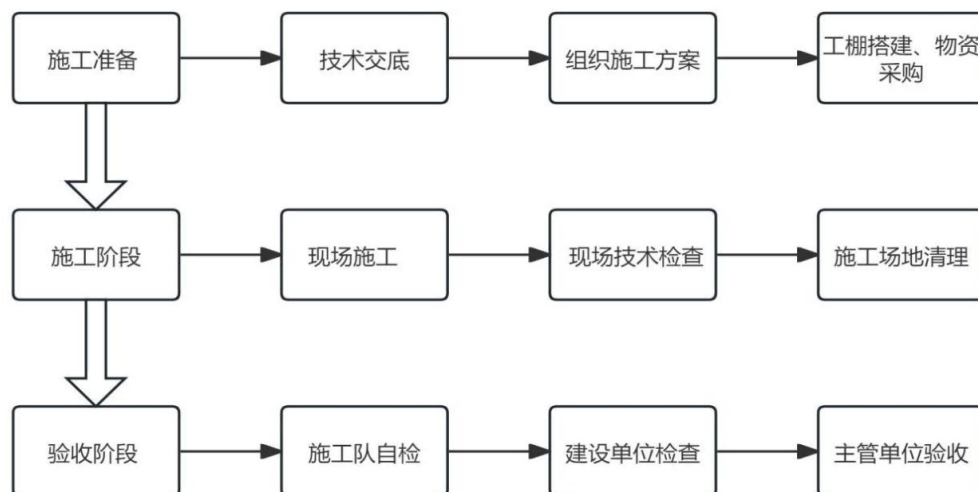 施工准备
技术交底
组织施工方案
工棚搭建、物资
采购
施工阶段
现场施工
现场技术检查
施工场地清理
验收阶段
施工队自检
建设单位检查
主管单位验收